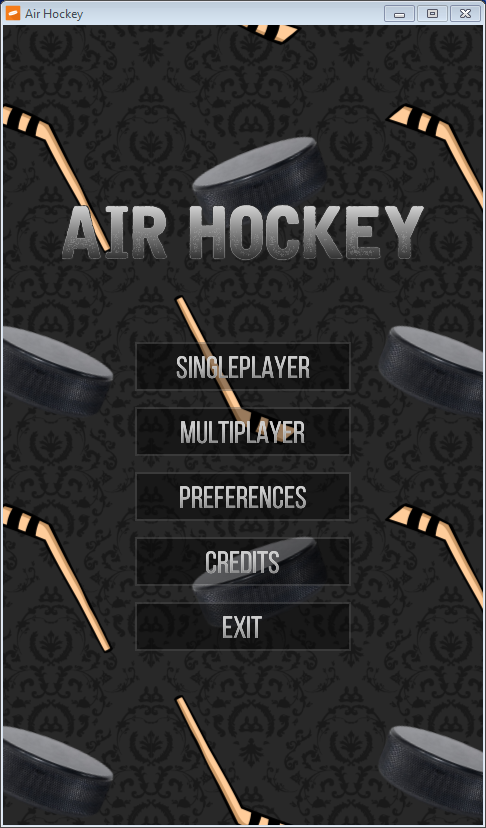 Air Hockey
AIR HOCKEY
SINGLEPLAYER
MULTIPLAYER
PREFERENCES
CREDITS
EXIT